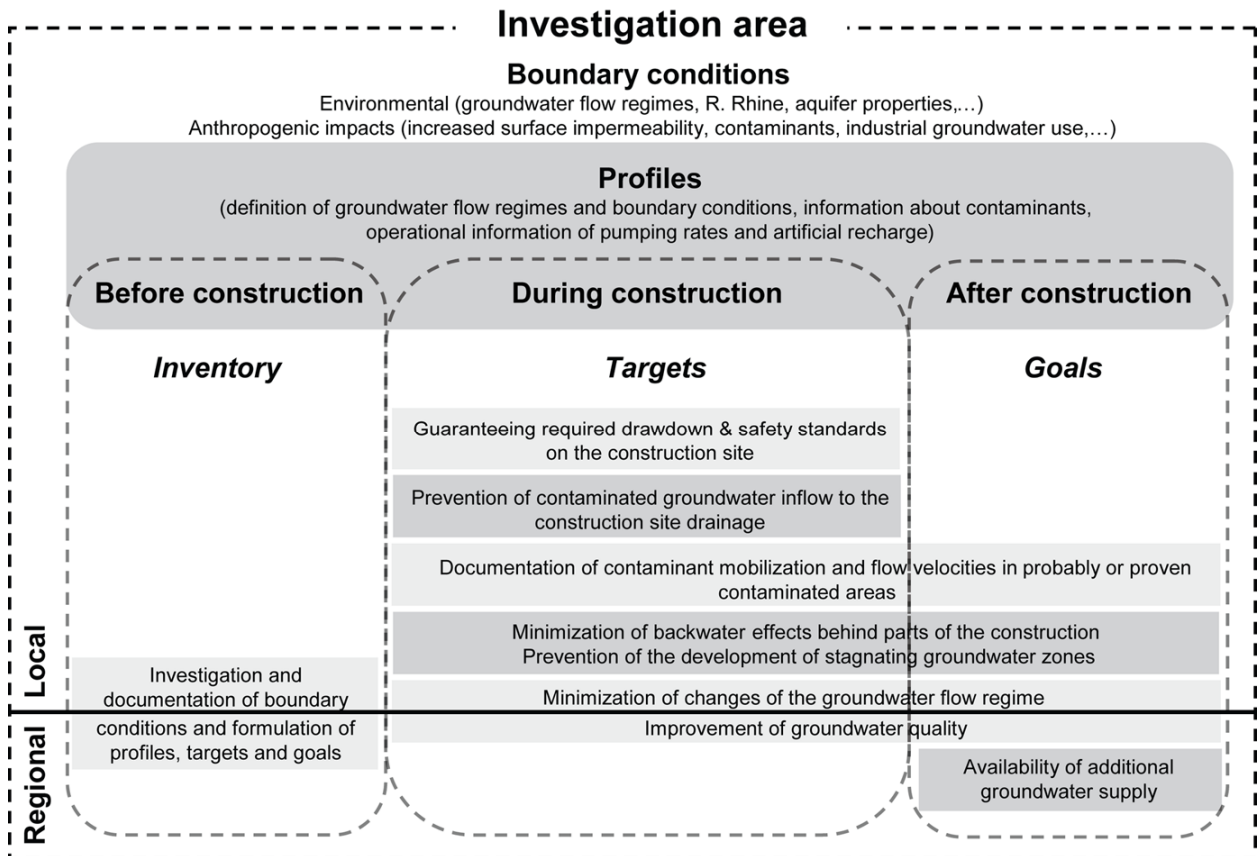 Investigation area
Boundary conditions
Environmental (groundwater flow regimes, R. Rhine, aquifer properties,…)
Anthropogenic impacts (increased surface impermeability, contaminants, industrial groundwater use,…)
Profiles
(definition of groundwater flow regimes and boundary conditions, information about contaminants,
operational information of pumping rates and artificial recharge)
Before construction
During construction
After construction
Inventory
Targets
Goals
Guaranteeing required drawdown & safety standards
on the construction site
Prevention of contaminated groundwater inflow to the
construction site drainage
Documentation of contaminant mobilization and flow velocities in probably or proven
contaminated areas
Minimization of backwater effects behind parts of the construction
Prevention of the development of stagnating groundwater zones
Local
Investigation and
documentation of boundary
conditions and formulation of
profiles, targets and goals
Minimization of changes of the groundwater flow regime
Improvement of groundwater quality
Regional
Availability of additional
groundwater supply